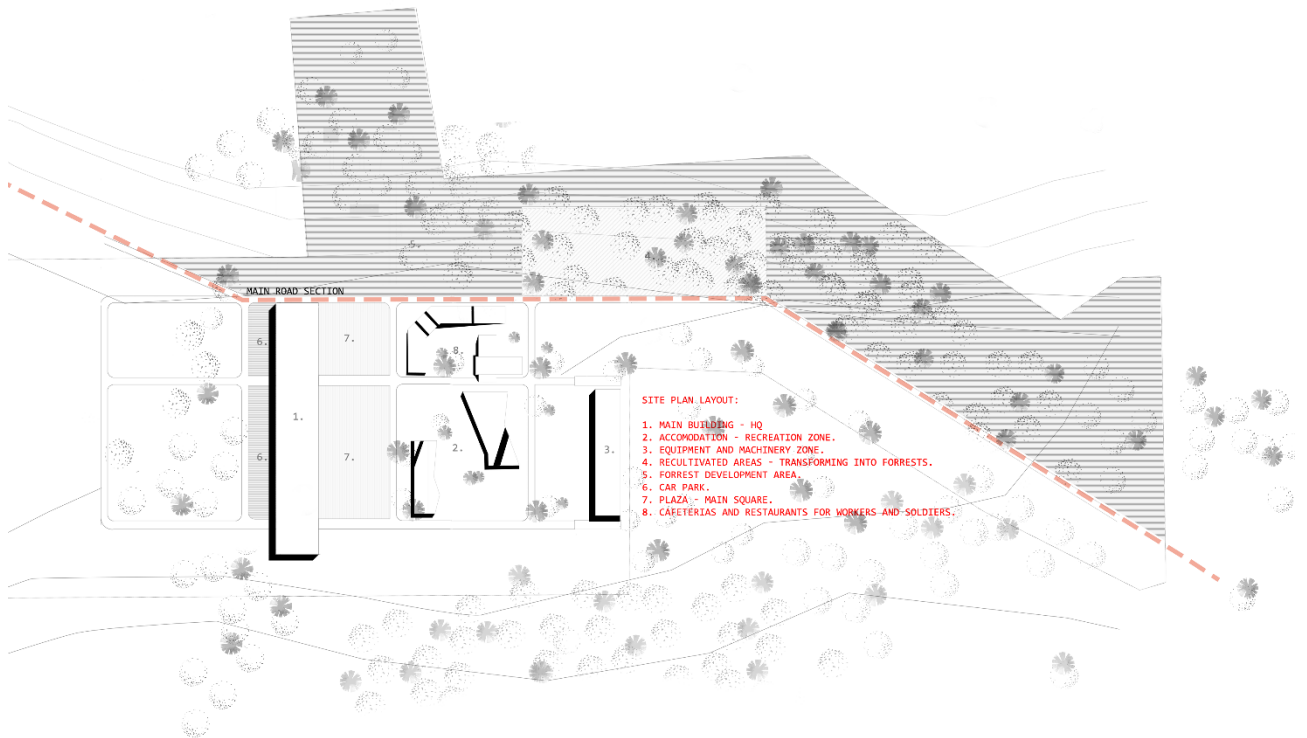 5.
4.
MAIN ROAD SECTION
6.
7.
8.
1.
2.
3.
6.
7.
SITE PLAN LAYOUT:
1. MAIN BUILDING - HQ
2. ACCOMODATION - RECREATION ZONE.
3. EQUIPMENT AND MACHINERY ZONE.
4. RECULTIVATED AREAS - TRANSFORMING INTO FORRESTS.
5. FORREST DEVELOPMENT AREA.
6. CAR PARK.
7. PLAZA - MAIN SQUARE.
8. CAFETERIAS AND RESTAURANTS FOR WORKERS AND SOLDIERS.